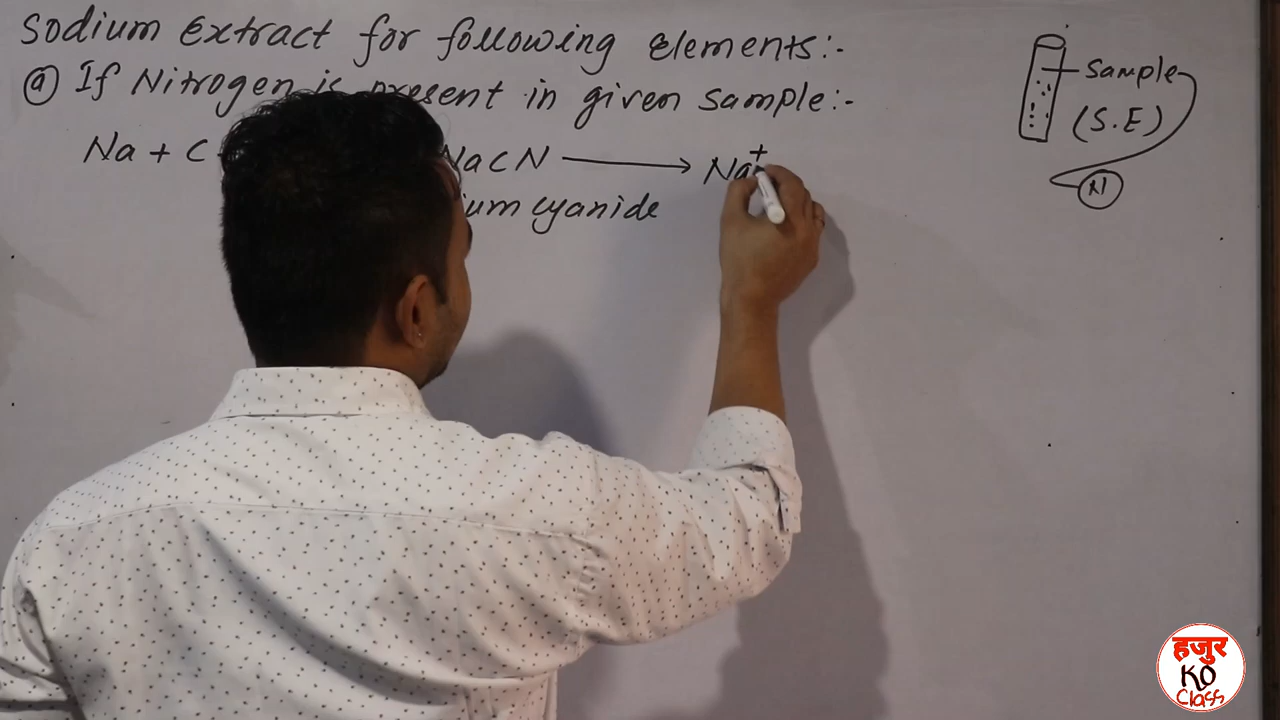 Sodium extract for following elements:-
(a) If Nitrogen is present in given sample:-
Na + C NaCN ⟶ Na+
ium cyanide
Sample
(S.E)
N
हजुर
KO
Class